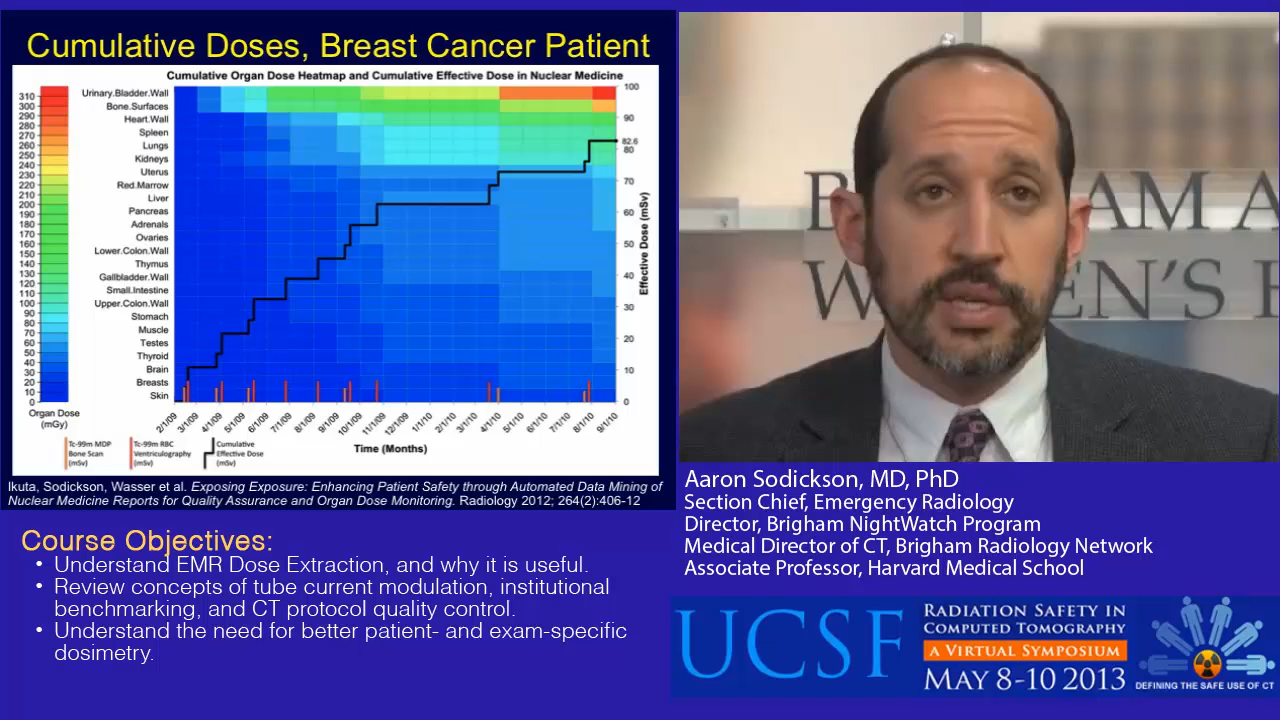 Cumulative Doses, Breast Cancer Patient
Cumulative Organ Dose Heatmap and Cumulative Effective Dose in Nuclear Medicine
310
300
290
280
270
260
250
240
230
220
210
200
190
180
170
160
150
140
130
120
110
100
90
80
70
60
50
40
30
20
10
0
Organ Dose
(mGy)
Urinary.Bladder.Wall
Bone.Surfaces
Heart.Wall
Spleen
Lungs
Kidneys
Uterus
Red.Marrow
Liver
Pancreas
Adrenals
Ovaries
Lower.Colon.Wall
Thymus
Gallbladder.Wall
Small.Intestine
Upper.Colon.Wall
Stomach
Muscle
Testes
Thyroid
Brain
Breasts
Skin
100
90
82.6
80
70
60
50
40
30
20
10
0
Effective Dose (mSv)
2/1/09
3/1/09
4/1/09
5/1/09
6/1/09
7/1/09
8/1/09
9/1/09
10/1/09
11/1/09
12/1/09
1/1/10
2/1/10
3/1/10
4/1/10
5/1/10
6/1/10
7/1/10
8/1/10
9/1/10
Time (Months)
Tc-99m MDP
Bone Scan
(mSv)
Tc-99m RBC
Ventriculography
(mSv)
Cumulative
Effective Dose
(mSv)
Ikuta, Sodickson, Wasser et al. Exposing Exposure: Enhancing Patient Safety through Automated Data Mining of
Nuclear Medicine Reports for Quality Assurance and Organ Dose Monitoring. Radiology 2012; 264(2):406-12
Course Objectives:
• Understand EMR Dose Extraction, and why it is useful.
• Review concepts of tube current modulation, institutional
benchmarking, and CT protocol quality control.
• Understand the need for better patient- and exam-specific
dosimetry.
AM A
EN'S
Aaron Sodickson, MD, PhD
Section Chief, Emergency Radiology
Director, Brigham NightWatch Program
Medical Director of CT, Brigham Radiology Network
Associate Professor, Harvard Medical School
UCSF
Radiation Safety in
Computed Tomography
a Virtual Symposium
May 8-10 2013
DEFINING THE SAFE USE OF CT